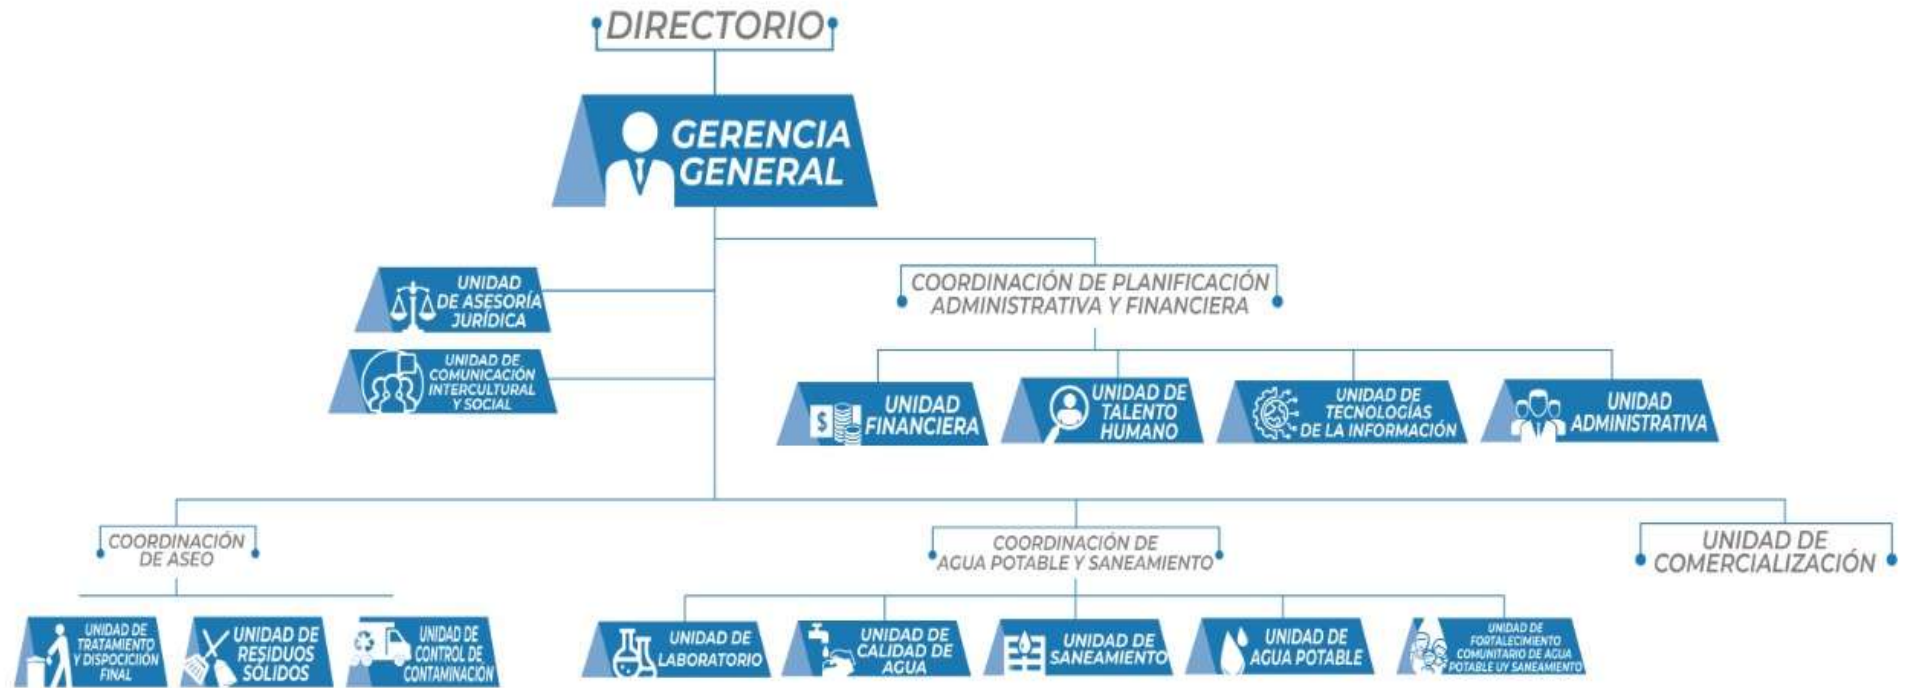 DIRECTORIO
GERENCIA
GENERAL
UNIDAD
DE ASESORÍA
JURÍDICA
COORDINACIÓN DE PLANIFICACIÓN
ADMINISTRATIVA Y FINANCIERA
UNIDAD DE
COMUNICACIÓN
INTERCULTURAL
Y SOCIAL
$
UNIDAD
FINANCIERA
UNIDAD DE
TALENTO
HUMANO
UNIDAD DE
TECNOLOGÍAS
DE LA INFORMACIÓN
UNIDAD
ADMINISTRATIVA
COORDINACIÓN
DE ASEO
COORDINACIÓN DE
AGUA POTABLE Y SANEAMIENTO
UNIDAD DE
COMERCIALIZACIÓN
UNIDAD DE
TRATAMIENTO
Y DISPOCICIIÓN
FINAL
UNIDAD DE
RESIDUOS
SÓLIDOS
UNIDAD DE
CONTROL DE
CONTAMINACIÓN
UNIDAD DE
LABORATORIO
UNIDAD DE
CALIDAD DE
AGUA
UNIDAD DE
SANEAMIENTO
UNIDAD DE
AGUA POTABLE
UNIDAD DE
FORTALECIMIENTO
COMUNITARIO DE AGUA
POTABLE UY SANEAMIENTO